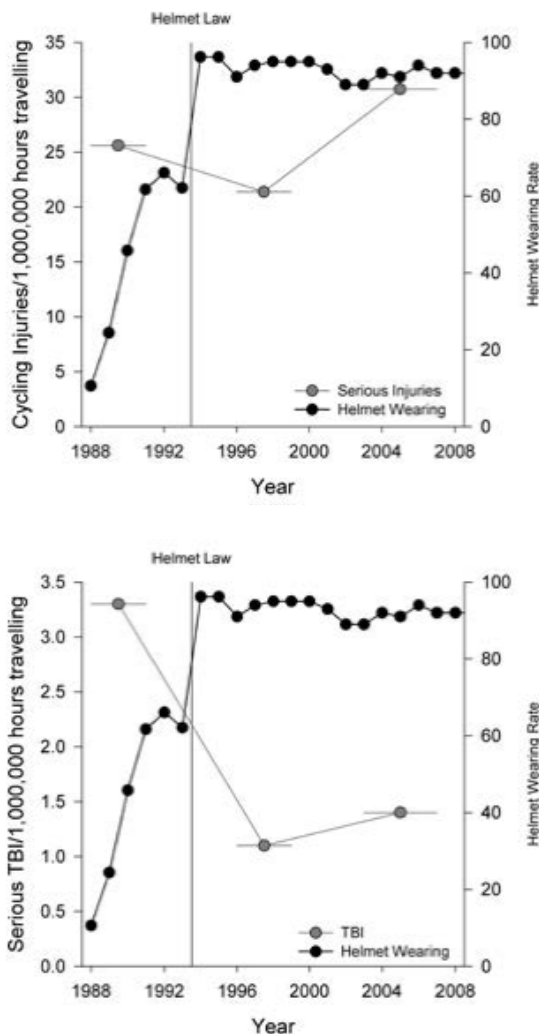 Helmet Law
35
30
25
20
15
10
5
0
100
80
60
40
20
0
Cycling Injuries/1,000,000 hours travelling
Helmet Wearing Rate
Serious Injuries
Helmet Wearing
1988 1992 1996 2000 2004 2008
Year
Helmet Law
3.5
3.0
2.5
2.0
1.5
1.0
0.5
0.0
100
80
60
40
20
0
Serious TBI/1,000,000 hours travelling
Helmet Wearing Rate
TBI
Helmet Wearing
1988 1992 1996 2000 2004 2008
Year